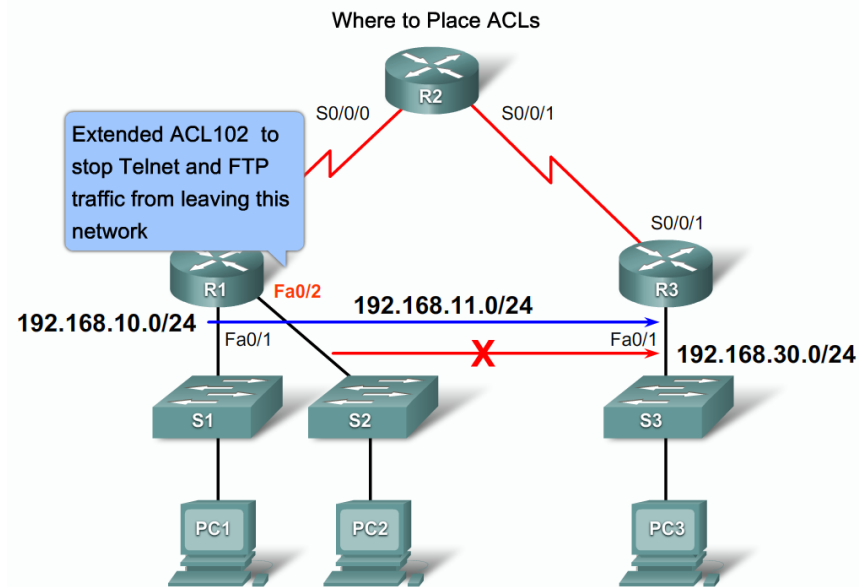 Where to Place ACLs
R2
S0/0/0
S0/0/1
Extended ACL102 to
stop Telnet and FTP
traffic from leaving this
network
S0/0/1
R1
Fa0/2
R3
192.168.11.0/24
192.168.10.0/24
Fa0/1
Fa0/1
X
192.168.30.0/24
S1
S2
S3
PC1
PC2
PC3